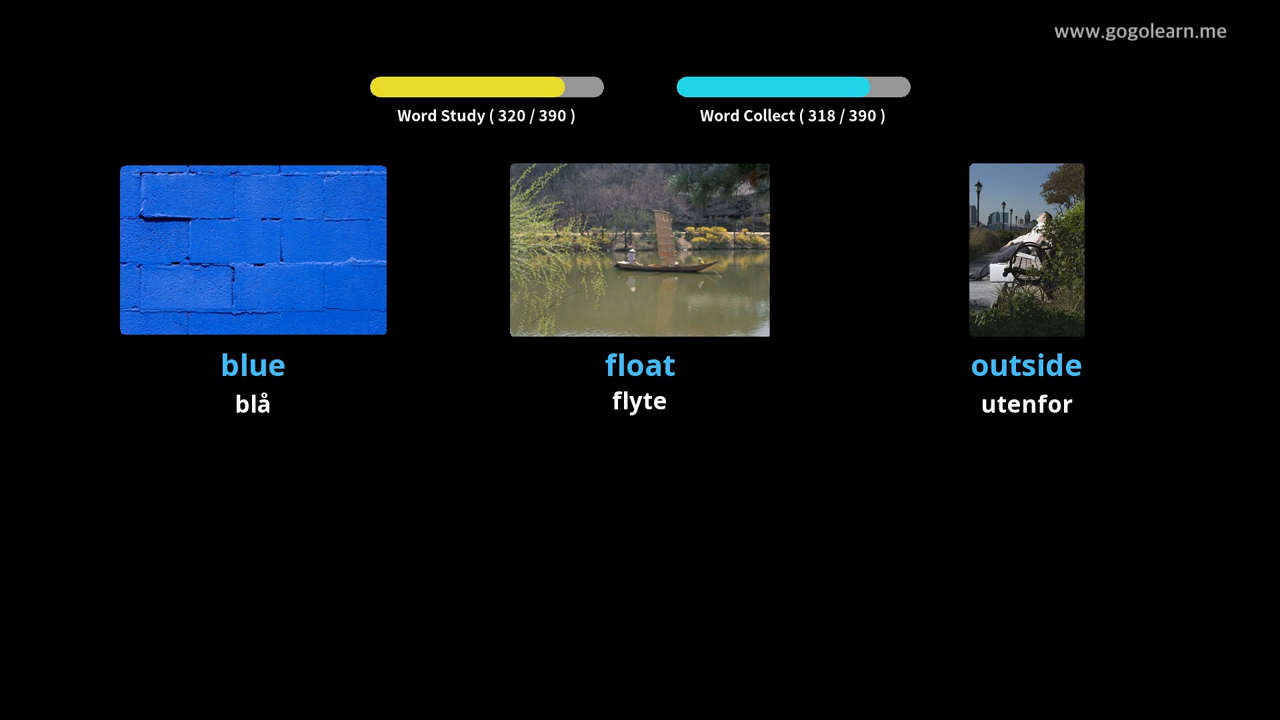 www.gogolearn.me
Word Study ( 320 / 390 )
Word Collect ( 318 / 390 )
blue
float
outside
blå
flyte
utenfor